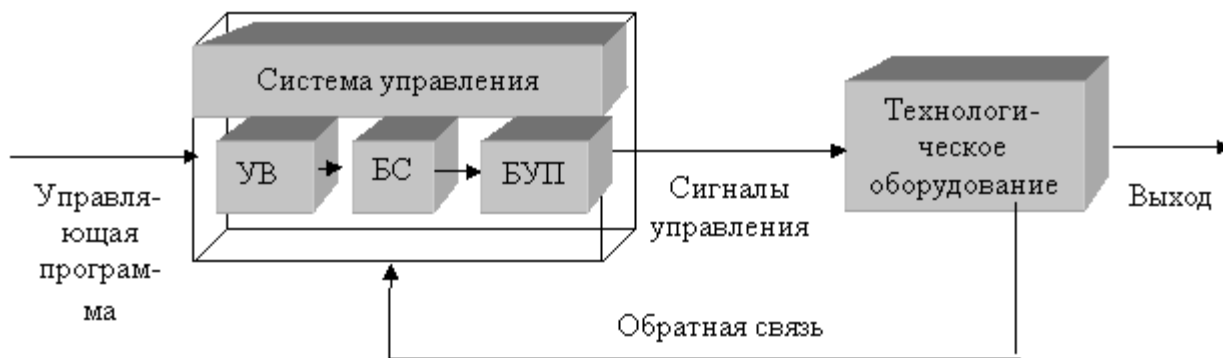 Система управления
УВ
БС
БУП
Управля-
ющая
програм-
ма
Сигналы
управления
Технологи-
ческое
оборудование
Выход
Обратная связь